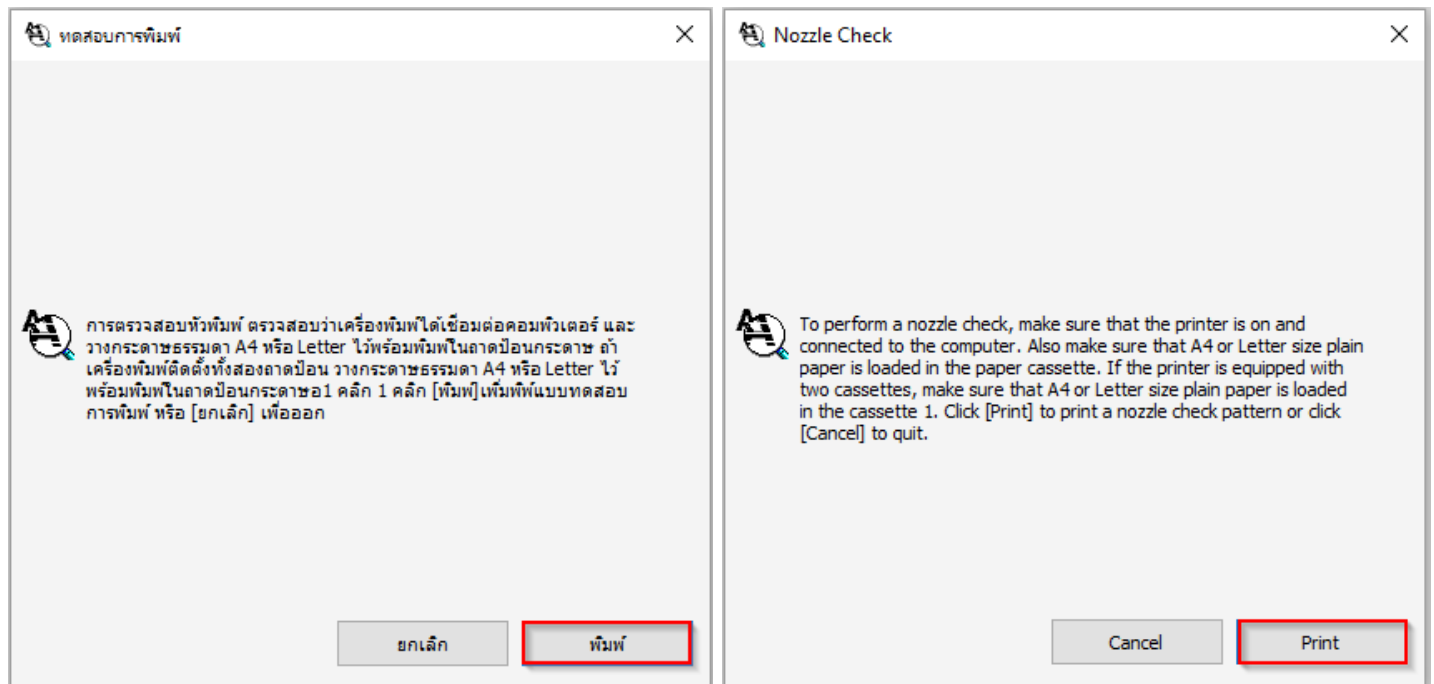 ทดสอบการพิมพ์
การตรวจสอบหัวพิมพ์ ตรวจสอบว่าเครื่องพิมพ์ได้เชื่อมต่อคอมพิวเตอร์ และ
วางกระดาษธรรมดา A4 หรือ Letter ไว้พร้อมพิมพ์ในถาดป้อนกระดาษ ถ้า
เครื่องพิมพ์ติดตั้งทั้งสองถาดป้อน วางกระดาษธรรมดา A4 หรือ Letter ไว้
พร้อมพิมพ์ในถาดป้อนกระดาษอ1 คลิก 1 คลิก [พิมพ์]เพิ่มพิพ์แบบทดสอบ
การพิมพ์ หรือ [ยกเลิก] เพื่อออก
ยกเลิก
พิมพ์
Nozzle Check
To perform a nozzle check, make sure that the printer is on and
connected to the computer. Also make sure that A4 or Letter size plain
paper is loaded in the paper cassette. If the printer is equipped with
two cassettes, make sure that A4 or Letter size plain paper is loaded
in the cassette 1. Click [Print] to print a nozzle check pattern or click
[Cancel] to quit.
Cancel
Print